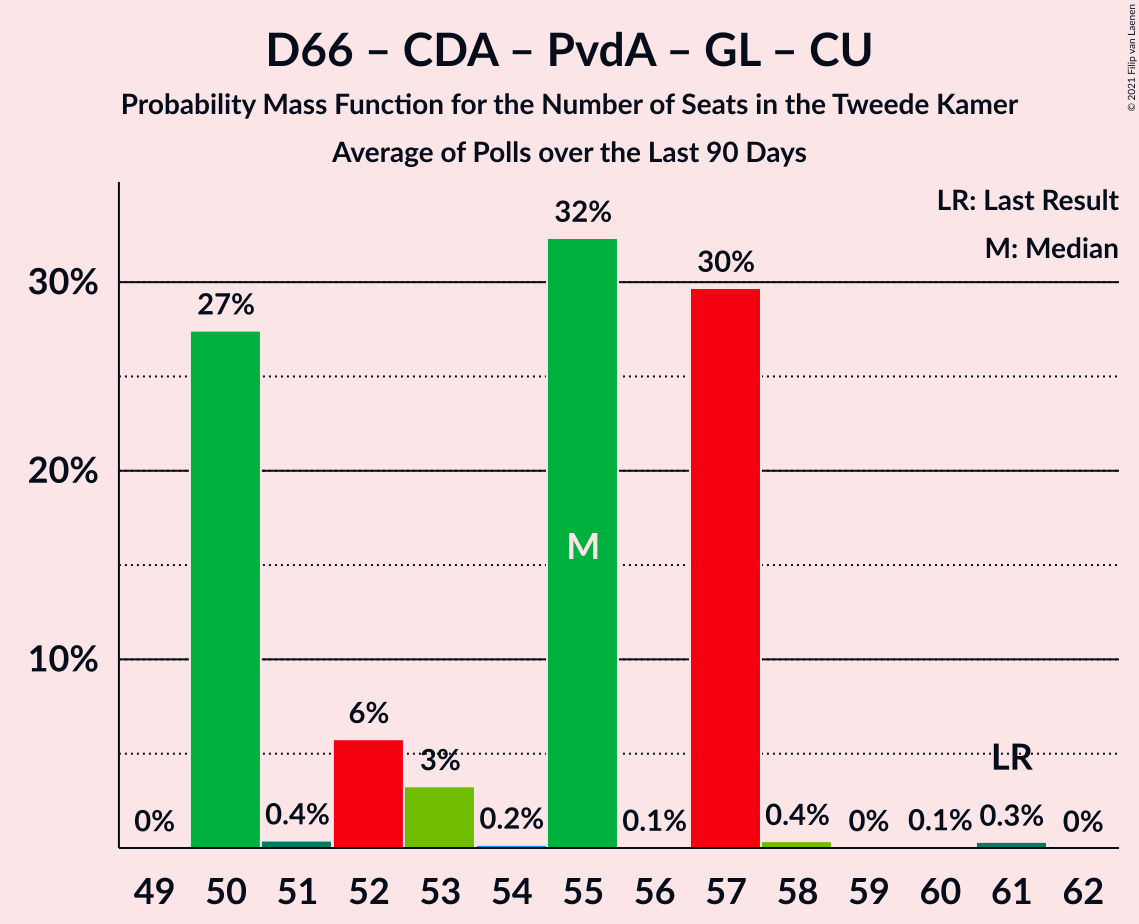 D66 – CDA – PvdA – GL – CU
Probability Mass Function for the Number of Seats in the Tweede Kamer
Average of Polls over the Last 90 Days
© 2021 Filip van Laenen
LR: Last Result
M: Median
30%
20%
10%
0%
27%
0.4%
6%
3%
0.2%
32%
M
0.1%
30%
0.4%
0%
0.1%
LR
0.3%
0%
49 50 51 52 53 54 55 56 57 58 59 60 61 62